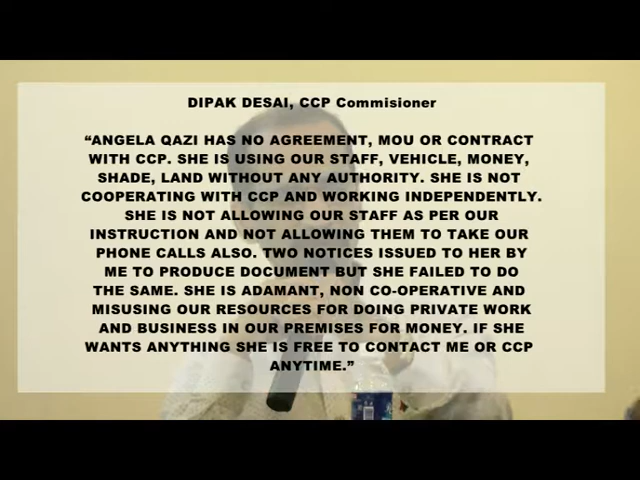 DIPAK DESAI, CCP Commisioner
“ANGELA QAZI HAS NO AGREEMENT, MOU OR CONTRACT
WITH CCP. SHE IS USING OUR STAFF, VEHICLE, MONEY,
SHADE, LAND WITHOUT ANY AUTHORITY. SHE IS NOT
COOPERATING WITH CCP AND WORKING INDEPENDENTLY.
SHE IS NOT ALLOWING OUR STAFF AS PER OUR
INSTRUCTION AND NOT ALLOWING THEM TO TAKE OUR
PHONE CALLS ALSO. TWO NOTICES ISSUED TO HER BY
ME TO PRODUCE DOCUMENT BUT SHE FAILED TO DO
THE SAME. SHE IS ADAMANT, NON CO-OPERATIVE AND
MISUSING OUR RESOURCES FOR DOING PRIVATE WORK
AND BUSINESS IN OUR PREMISES FOR MONEY. IF SHE
WANTS ANYTHING SHE IS FREE TO CONTACT ME OR CCP
ANYTIME.”